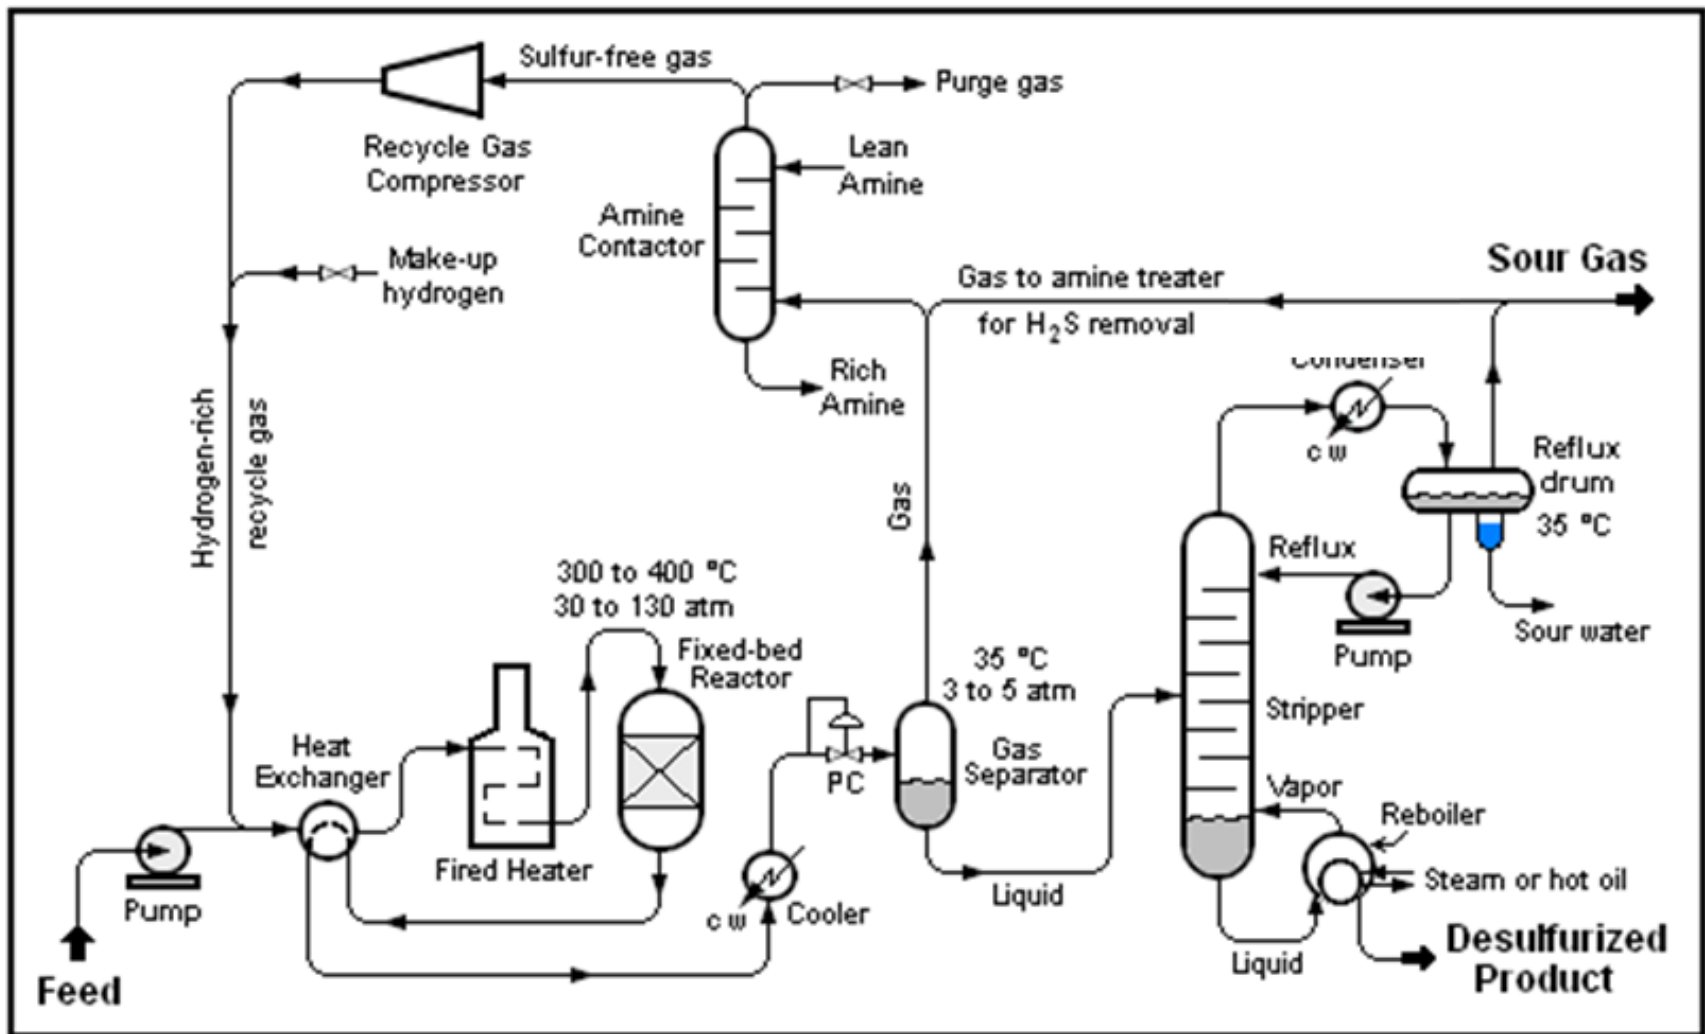 Sulfur-free gas
Purge gas
Recycle Gas
Compressor
Lean
Amine
Amine
Contactor
Make-up
hydrogen
Sour Gas
Gas to amine treater
for H₂S removal
Rich
Amine
Condenser
c w
Reflux
drum
35 °C
Hydrogen-rich
recycle gas
Gas
Reflux
Sour water
Pump
300 to 400 °C
30 to 130 atm
Fixed-bed
Reactor
35 °C
3 to 5 atm
Stripper
Heat
Exchanger
PC
Gas
Separator
Vapor
Reboiler
Fired Heater
Steam or hot oil
Pump
c w
Cooler
Liquid
Liquid
Desulfurized
Product
Feed